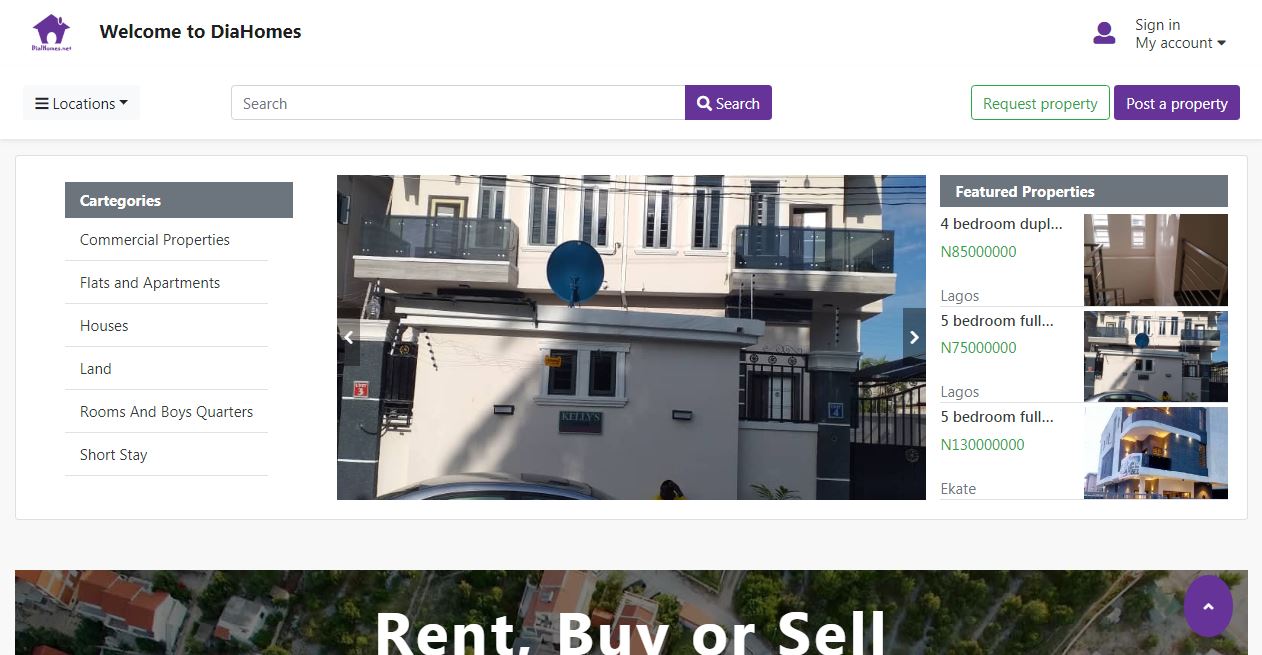 DiaHomes.net
Welcome to DiaHomes
Sign in
My account
Locations
Search
Search
Request property
Post a property
Cartegories
Commercial Properties
Flats and Apartments
Houses
Land
Rooms And Boys Quarters
Short Stay
3
KELLY'S
4
Featured Properties
4 bedroom dupl...
N85000000
Lagos
5 bedroom full...
N75000000
Lagos
5 bedroom full...
N130000000
Ekate
Rent, Buy or Sell